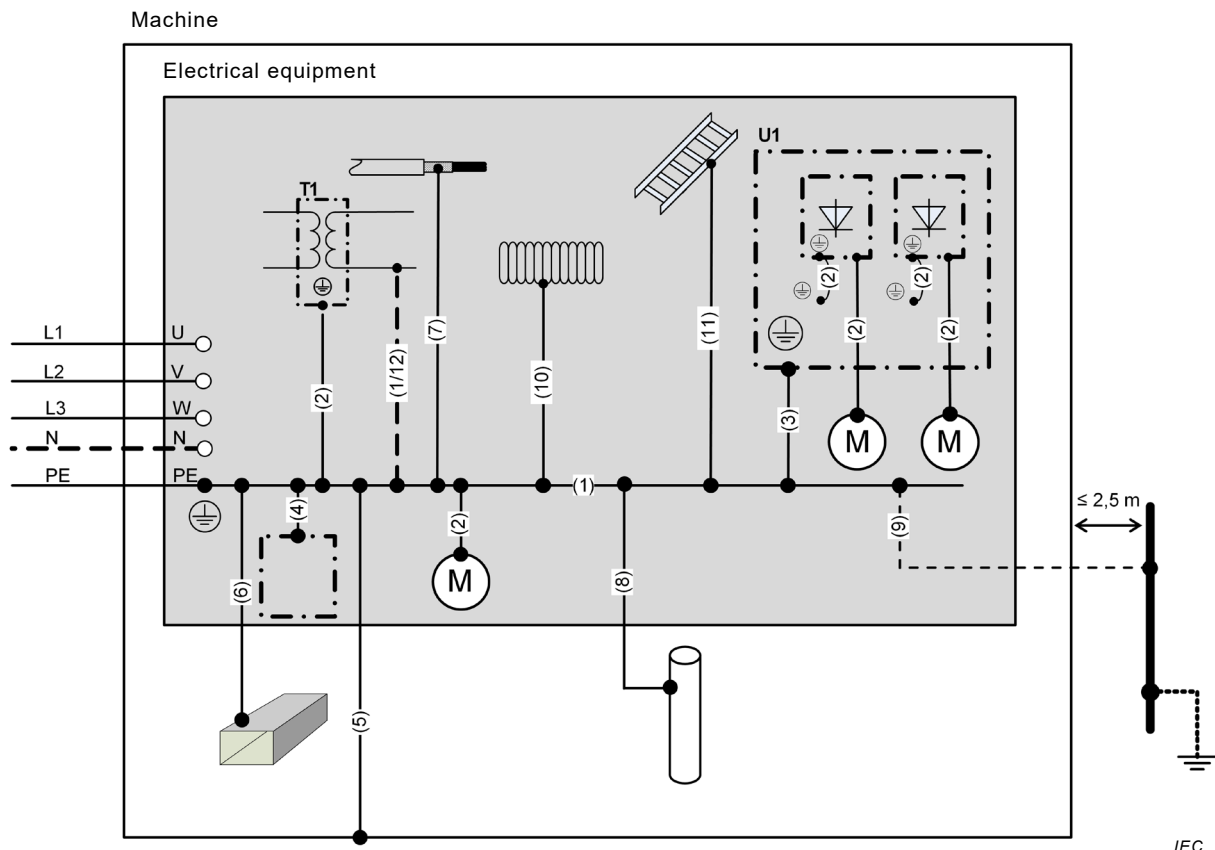 Machine
Electrical equipment
U1
T1
(2)
(2)
(7)
(11)
(2)
(2)
L1 U
(1/12)
(10)
L2 V
(2)
(3)
L3 W
N N
M
M
PE PE
(1)
≤ 2,5 m
(4)
(2)
(9)
M
(6)
(8)
(5)
IEC